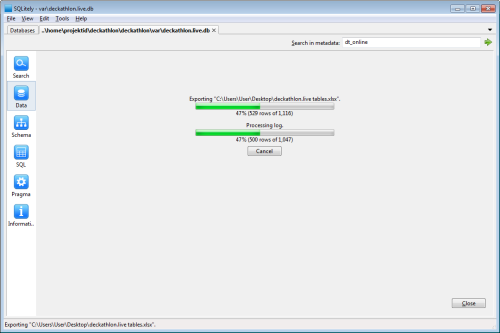 SQLitely - var\deckathlon.live.db
File View Edit Tools Help
Databases ..\home\projektid\deckathlon\deckathlon\var\deckathlon.live.db ×
Search in metadata: dt_online
Search
Data
Schema
SQL
Pragma
Informati..
Exporting "C:\Users\User\Desktop\deckathlon.live tables.xlsx".
47% (529 rows of 1,116)
Processing log.
47% (500 rows of 1,047)
Cancel
Close
Exporting "C:\Users\User\Desktop\deckathlon.live tables.xlsx".